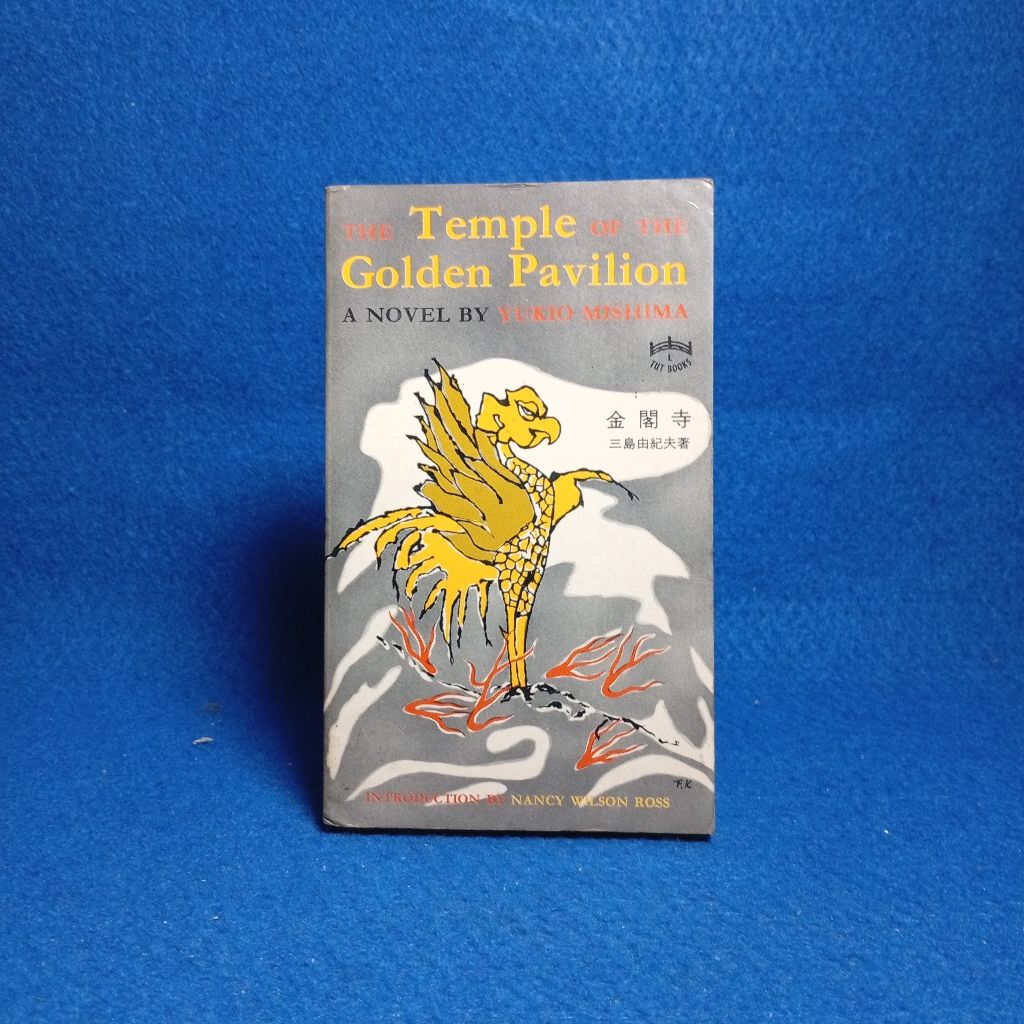 THE Temple OF THE
Golden Pavilion
A NOVEL BY YUKIO MISHIMA
L
TUT BOOKS
金閣寺
三島由紀夫著
F.K
INTRODUCTION BY NANCY WILSON ROSS